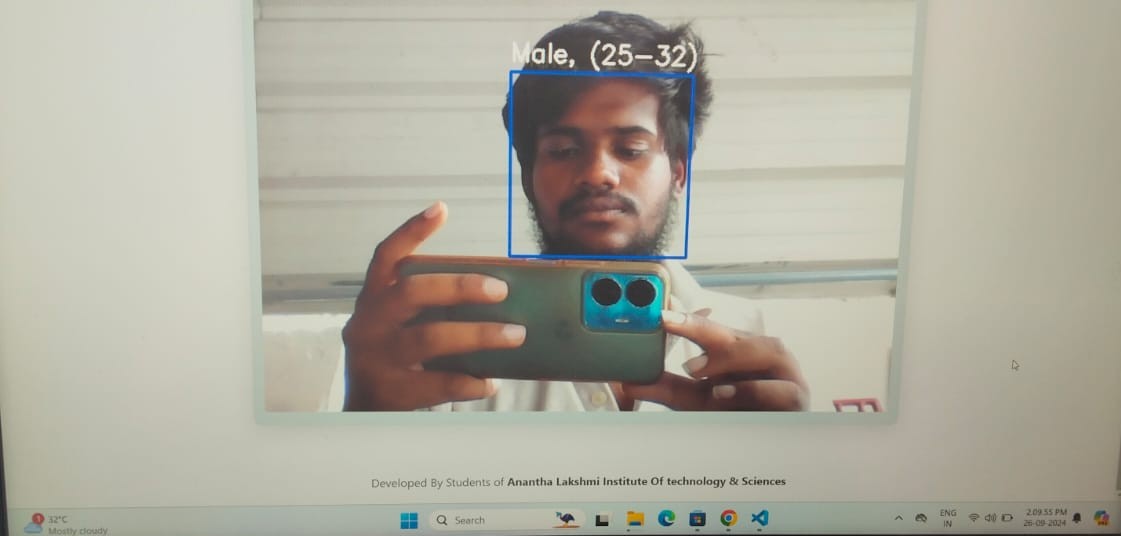 Male, (25-32)
Developed By Students of Anantha Lakshmi Institute Of technology & Sciences
1
32°C
Mostly cloudy
Search
ENG
IN
2:09:55 PM
26-09-2024